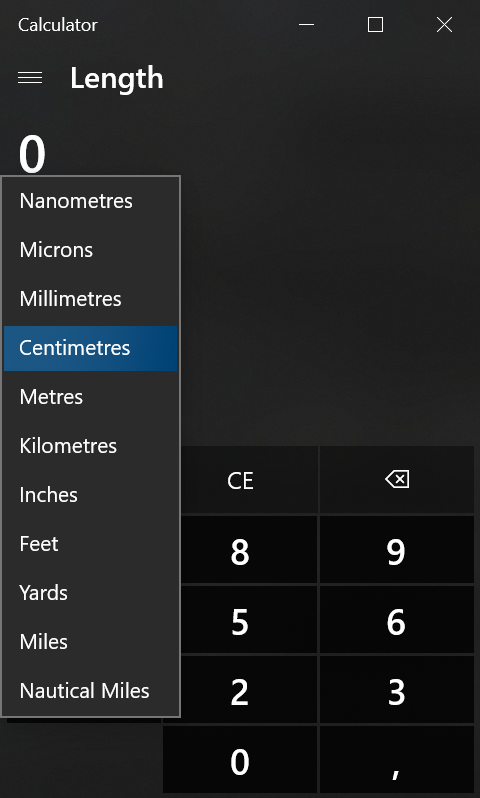 Calculator
Length
0
Nanometres
Microns
Millimetres
Centimetres
Metres
Kilometres
Inches
Feet
Yards
Miles
Nautical Miles
CE
8 9
5 6
2 3
0 ,